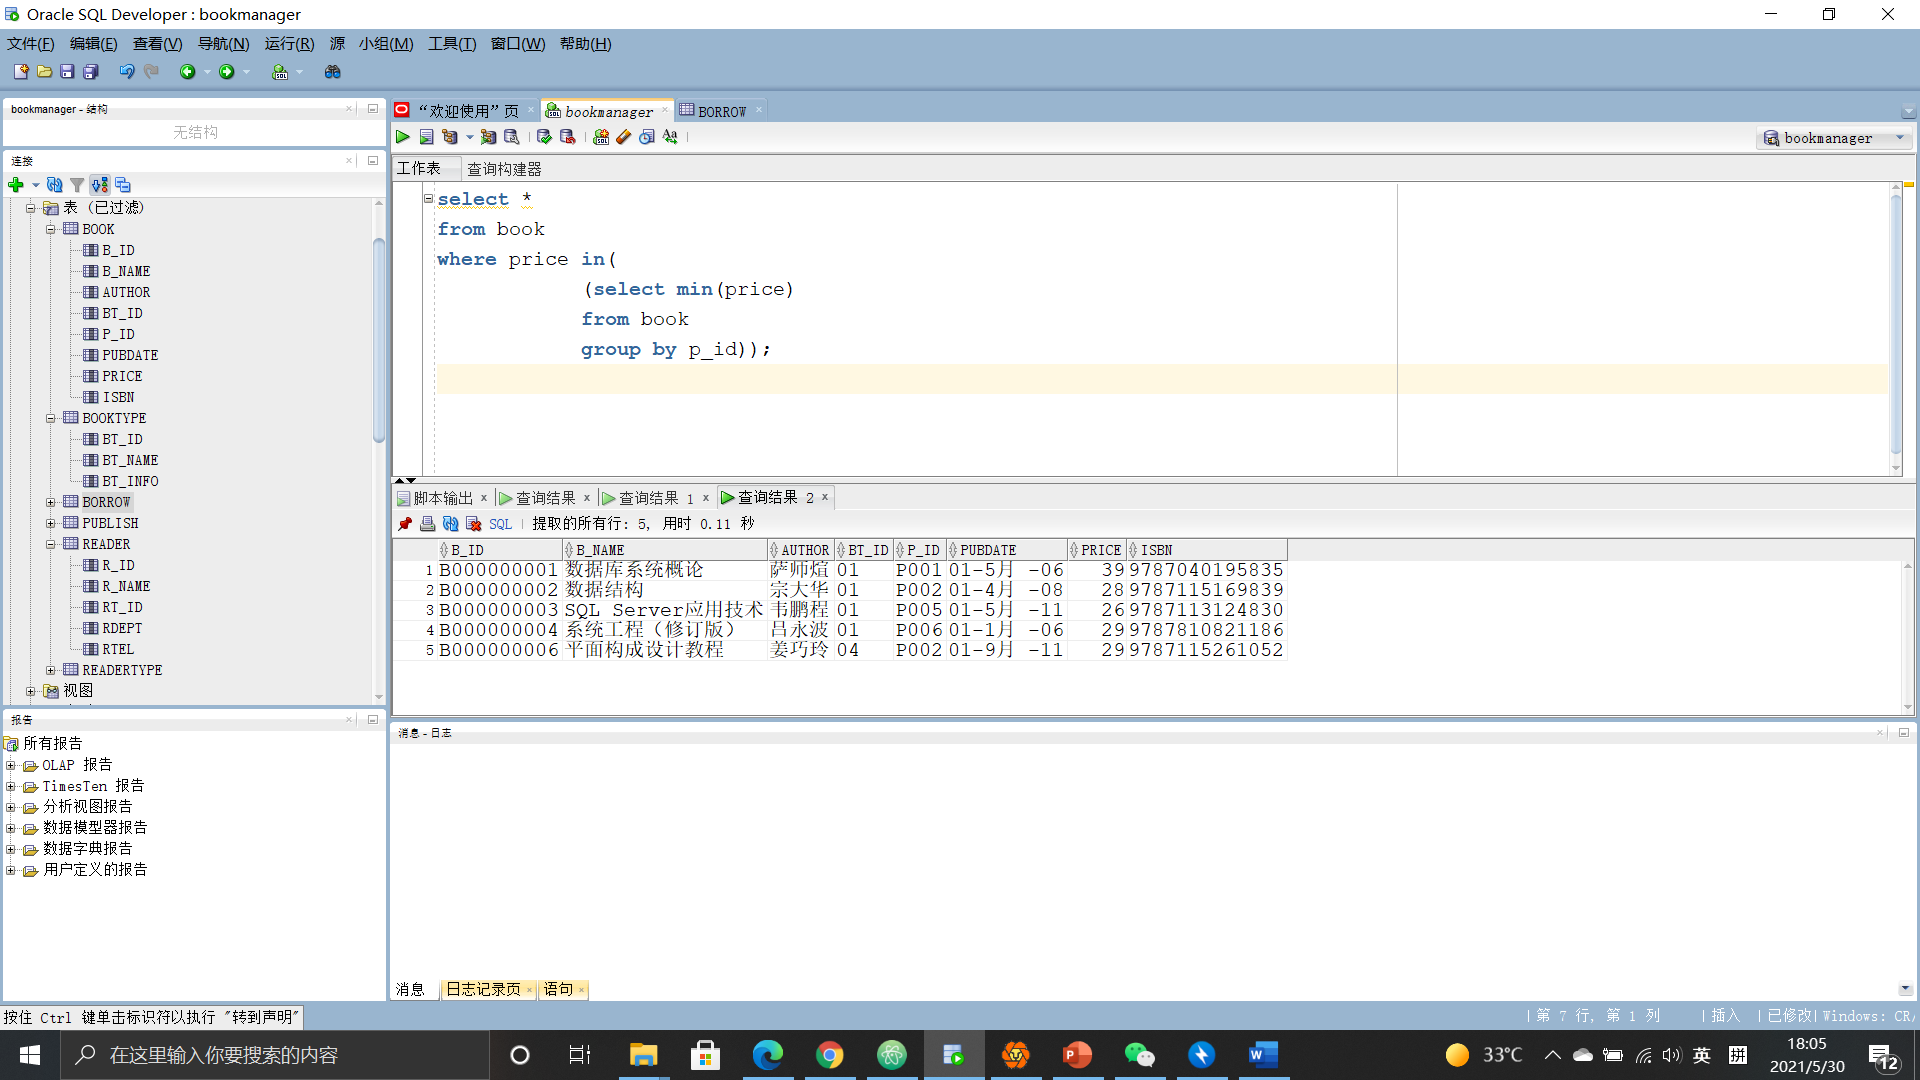 Oracle SQL Developer : bookmanager
文件(F) 编辑(E) 查看(V) 导航(N) 运行(R) 源 小组(M) 工具(T) 窗口(W) 帮助(H)
bookmanager - 结构
无结构
连接
表 (已过滤)
BOOK
B_ID
B_NAME
AUTHOR
BT_ID
P_ID
PUBDATE
PRICE
ISBN
BOOKTYPE
BT_ID
BT_NAME
BT_INFO
BORROW
PUBLISH
READER
R_ID
R_NAME
RT_ID
RDEPT
RTEL
READERTYPE
视图
报告
所有报告
OLAP 报告
TimesTen 报告
分析视图报告
数据模型器报告
数据字典报告
用户定义的报告
“欢迎使用”页 bookmanager BORROW
bookmanager
工作表 查询构建器
select *
from book
where price in(
(select min(price)
from book
group by p_id));
脚本输出 查询结果 查询结果 1 查询结果 2
SQL 提取的所有行: 5, 用时 0.11 秒
B_ID B_NAME AUTHOR BT_ID P_ID PUBDATE PRICE ISBN
1 B000000001 数据库系统概论 萨师煊 01 P001 01-5月 -06 39 9787040195835
2 B000000002 数据结构 宗大华 01 P002 01-4月 -08 28 9787115169839
3 B000000003 SQL Server应用技术 韦鹏程 01 P005 01-5月 -11 26 9787113124830
4 B000000004 系统工程（修订版） 吕永波 01 P006 01-1月 -06 29 9787810821186
5 B000000006 平面构成设计教程 姜巧玲 04 P002 01-9月 -11 29 9787115261052
消息 - 日志
消息 日志记录页 语句
按住 Ctrl 键单击标识符以执行 "转到声明"
第 7 行, 第 1 列 插入 已修改 Windows: CR/
在这里输入你要搜索的内容
33°C 英 拼 18:05
2021/5/30
12